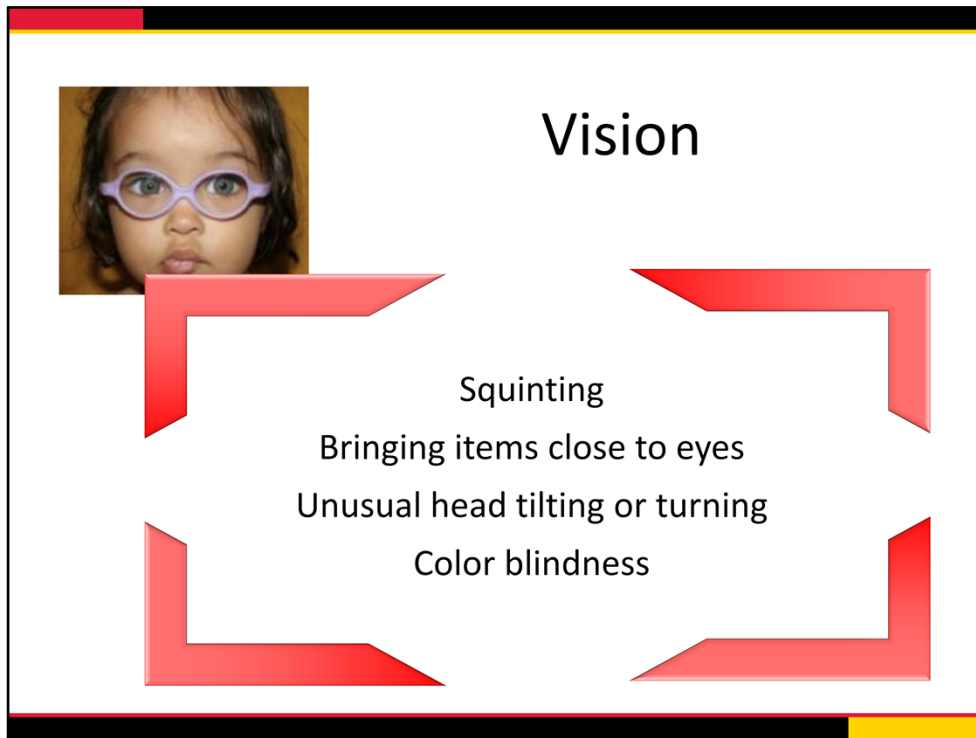 Vision
Squinting
Bringing items close to eyes
Unusual head tilting or turning
Color blindness